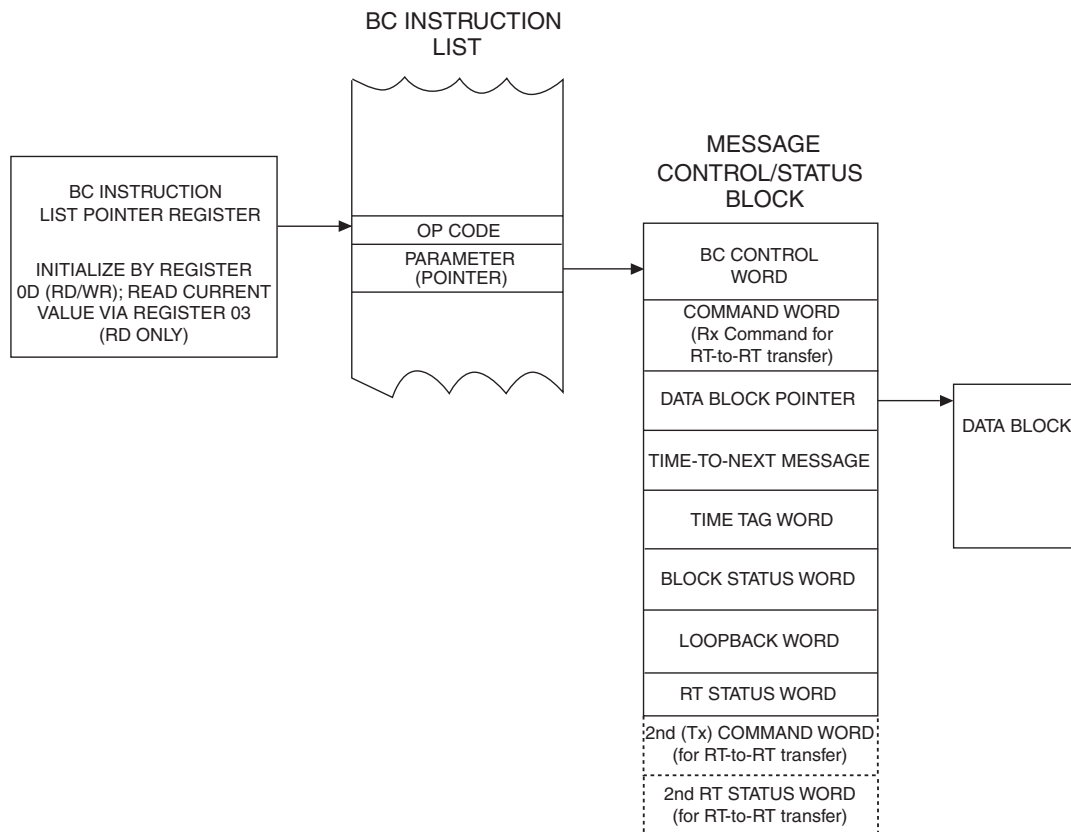 BC INSTRUCTION
LIST
BC INSTRUCTION
LIST POINTER REGISTER
INITIALIZE BY REGISTER
0D (RD/WR); READ CURRENT
VALUE VIA REGISTER 03
(RD ONLY)
OP CODE
PARAMETER
(POINTER)
MESSAGE
CONTROL/STATUS
BLOCK
BC CONTROL
WORD
COMMAND WORD
(Rx Command for
RT-to-RT transfer)
DATA BLOCK POINTER
TIME-TO-NEXT MESSAGE
TIME TAG WORD
BLOCK STATUS WORD
LOOPBACK WORD
RT STATUS WORD
2nd (Tx) COMMAND WORD
(for RT-to-RT transfer)
2nd RT STATUS WORD
(for RT-to-RT transfer)
DATA BLOCK